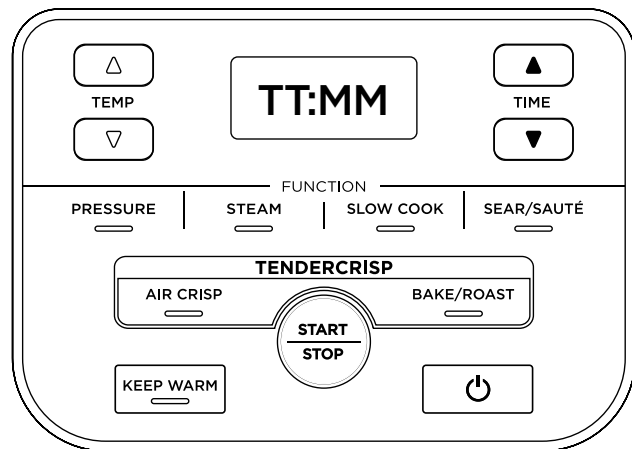 TT:MM
TEMP
TIME
FUNCTION
PRESSURE
STEAM
SLOW COOK
SEAR/SAUTÉ
TENDERCRISP
AIR CRISP
BAKE/ROAST
START
STOP
KEEP WARM